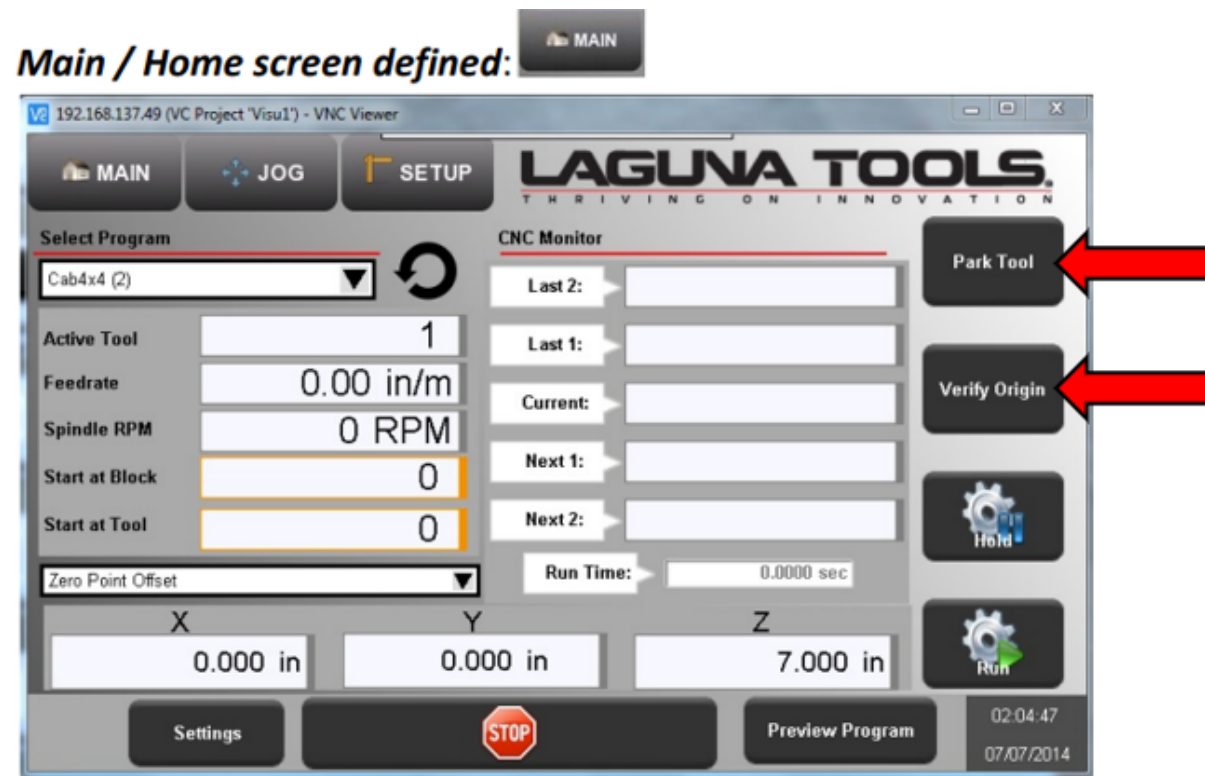 Main / Home screen defined: MAIN
192.168.137.49 (VC Project 'Visu1') - VNC Viewer
MAIN JOG SETUP
LAGUNA TOOLS.
THRIVING ON INNOVATION
Select Program
Cab4x4 (2)
Active Tool 1
Feedrate 0.00 in/m
Spindle RPM 0 RPM
Start at Block 0
Start at Tool 0
Zero Point Offset
CNC Monitor
Last 2:
Last 1:
Current:
Next 1:
Next 2:
Run Time: 0.0000 sec
X Y Z
0.000 in 0.000 in 7.000 in
Park Tool
Verify Origin
Hold
Run
Settings STOP Preview Program
02:04:47
07/07/2014